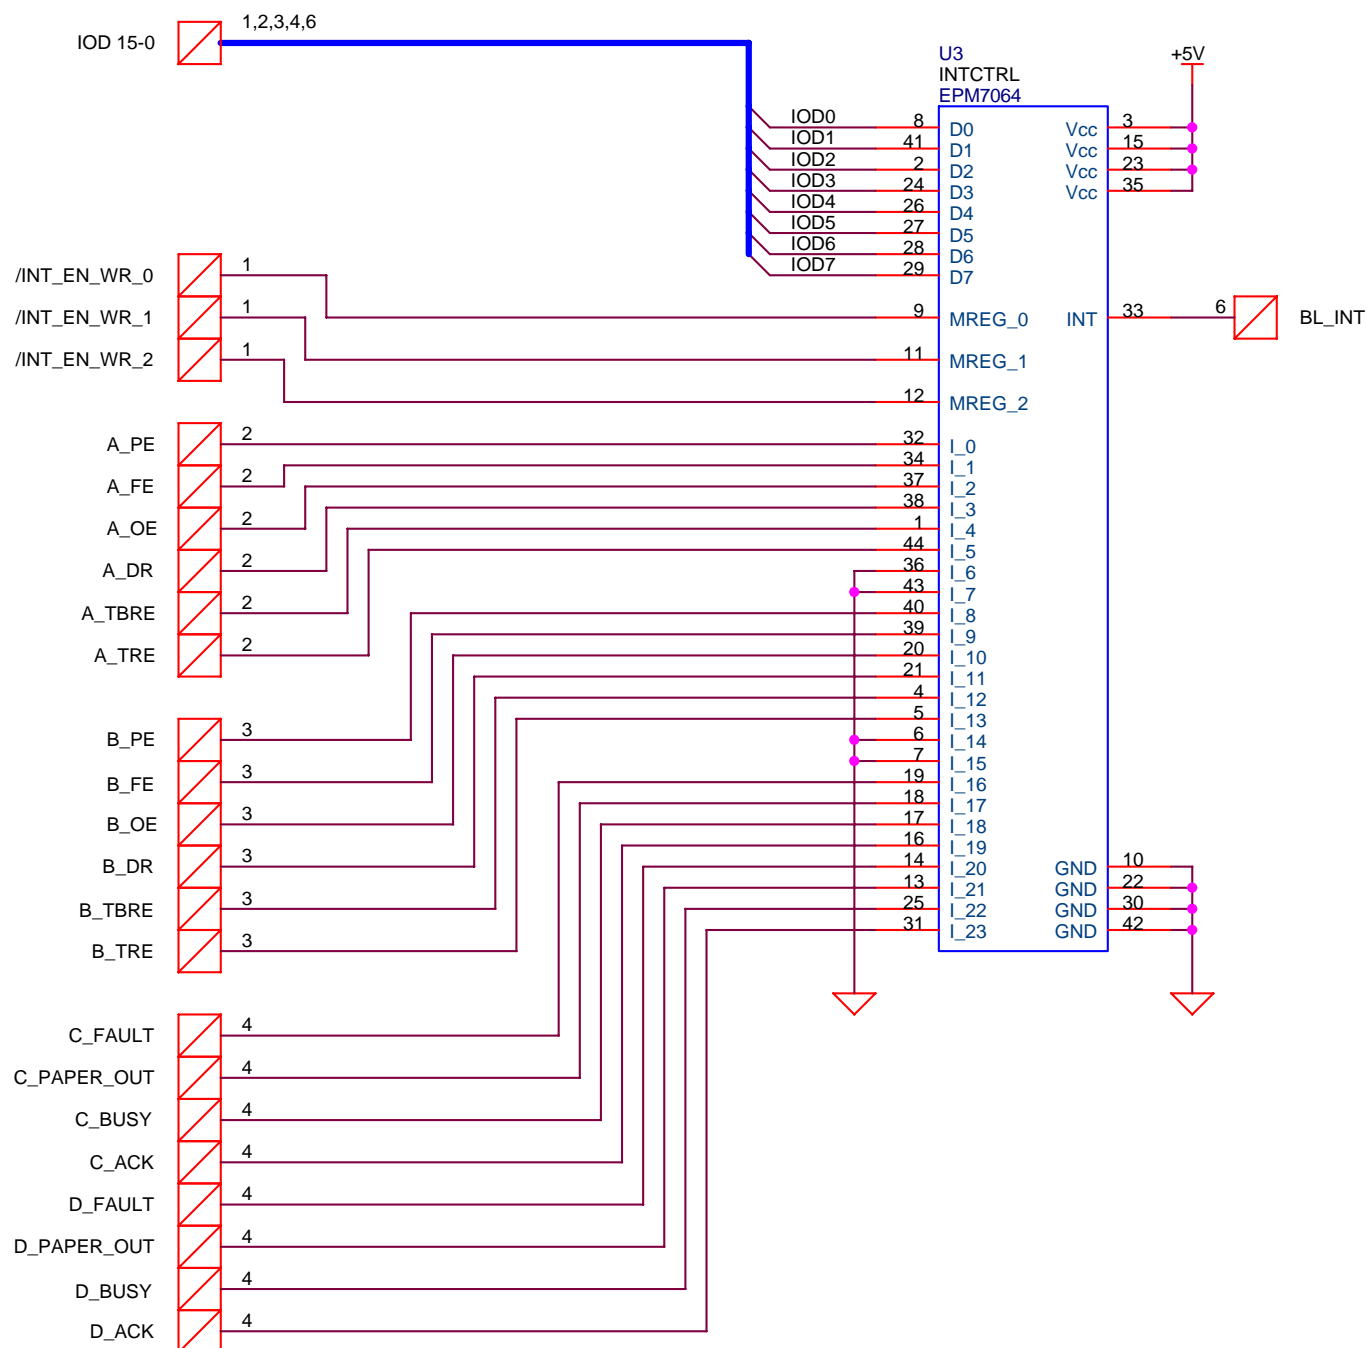 1,2,3,4,6
IOD 15-0
U3
INTCTRL
EPM7064
+5V
IOD0 8 D0 Vcc 3
IOD1 41 D1 Vcc 15
IOD2 2 D2 Vcc 23
IOD3 24 D3 Vcc 35
IOD4 26 D4
IOD5 27 D5
IOD6 28 D6
IOD7 29 D7
/INT_EN_WR_0 1
/INT_EN_WR_1 1
/INT_EN_WR_2 1
9 MREG_0 INT 33 6 BL_INT
11 MREG_1
12 MREG_2
A_PE 2
A_FE 2
A_OE 2
A_DR 2
A_TBRE 2
A_TRE 2
32 I_0
34 I_1
37 I_2
38 I_3
1 I_4
44 I_5
36 I_6
43 I_7
40 I_8
39 I_9
20 I_10
21 I_11
4 I_12
5 I_13
6 I_14
7 I_15
19 I_16
18 I_17
17 I_18
16 I_19
14 I_20 GND 10
13 I_21 GND 22
25 I_22 GND 30
31 I_23 GND 42
B_PE 3
B_FE 3
B_OE 3
B_DR 3
B_TBRE 3
B_TRE 3
C_FAULT 4
C_PAPER_OUT 4
C_BUSY 4
C_ACK 4
D_FAULT 4
D_PAPER_OUT 4
D_BUSY 4
D_ACK 4